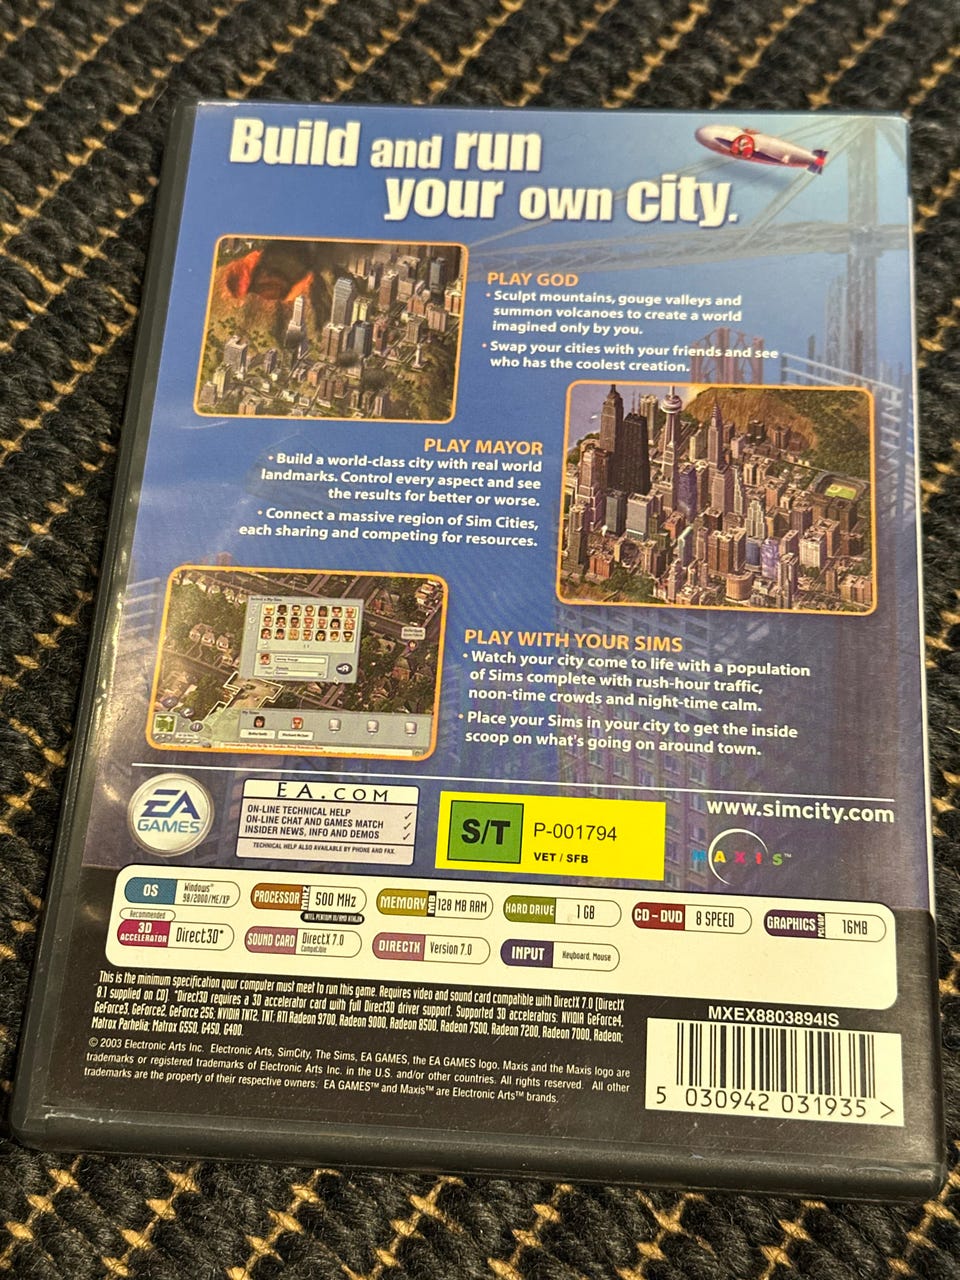 Build and run
your own city.
PLAY GOD
• Sculpt mountains, gouge valleys and
summon volcanoes to create a world
imagined only by you.
• Swap your cities with your friends and see
who has the coolest creation.
PLAY MAYOR
• Build a world-class city with real world
landmarks. Control every aspect and see
the results for better or worse.
• Connect a massive region of Sim Cities,
each sharing and competing for resources.
PLAY WITH YOUR SIMS
• Watch your city come to life with a population
of Sims complete with rush-hour traffic,
noon-time crowds and night-time calm.
• Place your Sims in your city to get the inside
scoop on what's going on around town.
EA GAMES™
EA.COM
ON-LINE TECHNICAL HELP ✓
ON-LINE CHAT AND GAMES MATCH ✓
INSIDER NEWS, INFO AND DEMOS ✓
TECHNICAL HELP ALSO AVAILABLE BY PHONE AND FAX.
S/T P-001794
VET / SFB
www.simcity.com
MAXIS™
OS Windows® 98/2000/ME/XP
PROCESSOR MHZ 500 MHz
INTEL PENTIUM III/AMD ATHLON
MEMORY MB 128 MB RAM
HARD DRIVE 1 GB
CD-DVD 8 SPEED
GRAPHICS 16MB
Recommended
3D ACCELERATOR Direct3D*
SOUND CARD DirectX 7.0 Compatible
DIRECTX Version 7.0
INPUT Keyboard, Mouse
This is the minimum specification your computer must meet to run this game. Requires video and sound card compatible with DirectX 7.0 (DirectX
8.1 supplied on CD). *Direct3D requires a 3D accelerator card with full Direct3D driver support. Supported 3D accelerators: NVIDIA GeForce4,
GeForce3, GeForce2, GeForce 256; NVIDIA TNT2, TNT; ATI Radeon 9700, Radeon 9000, Radeon 8500, Radeon 7500, Radeon 7200, Radeon 7000, Radeon;
Matrox Parhelia; Matrox G550, G450, G400.
© 2003 Electronic Arts Inc. Electronic Arts, SimCity, The Sims, EA GAMES, the EA GAMES logo, Maxis and the Maxis logo are
trademarks or registered trademarks of Electronic Arts Inc. in the U.S. and/or other countries. All rights reserved. All other
trademarks are the property of their respective owners. EA GAMES™ and Maxis™ are Electronic Arts™ brands.
MXEX8803894IS
5 030942 031935 >